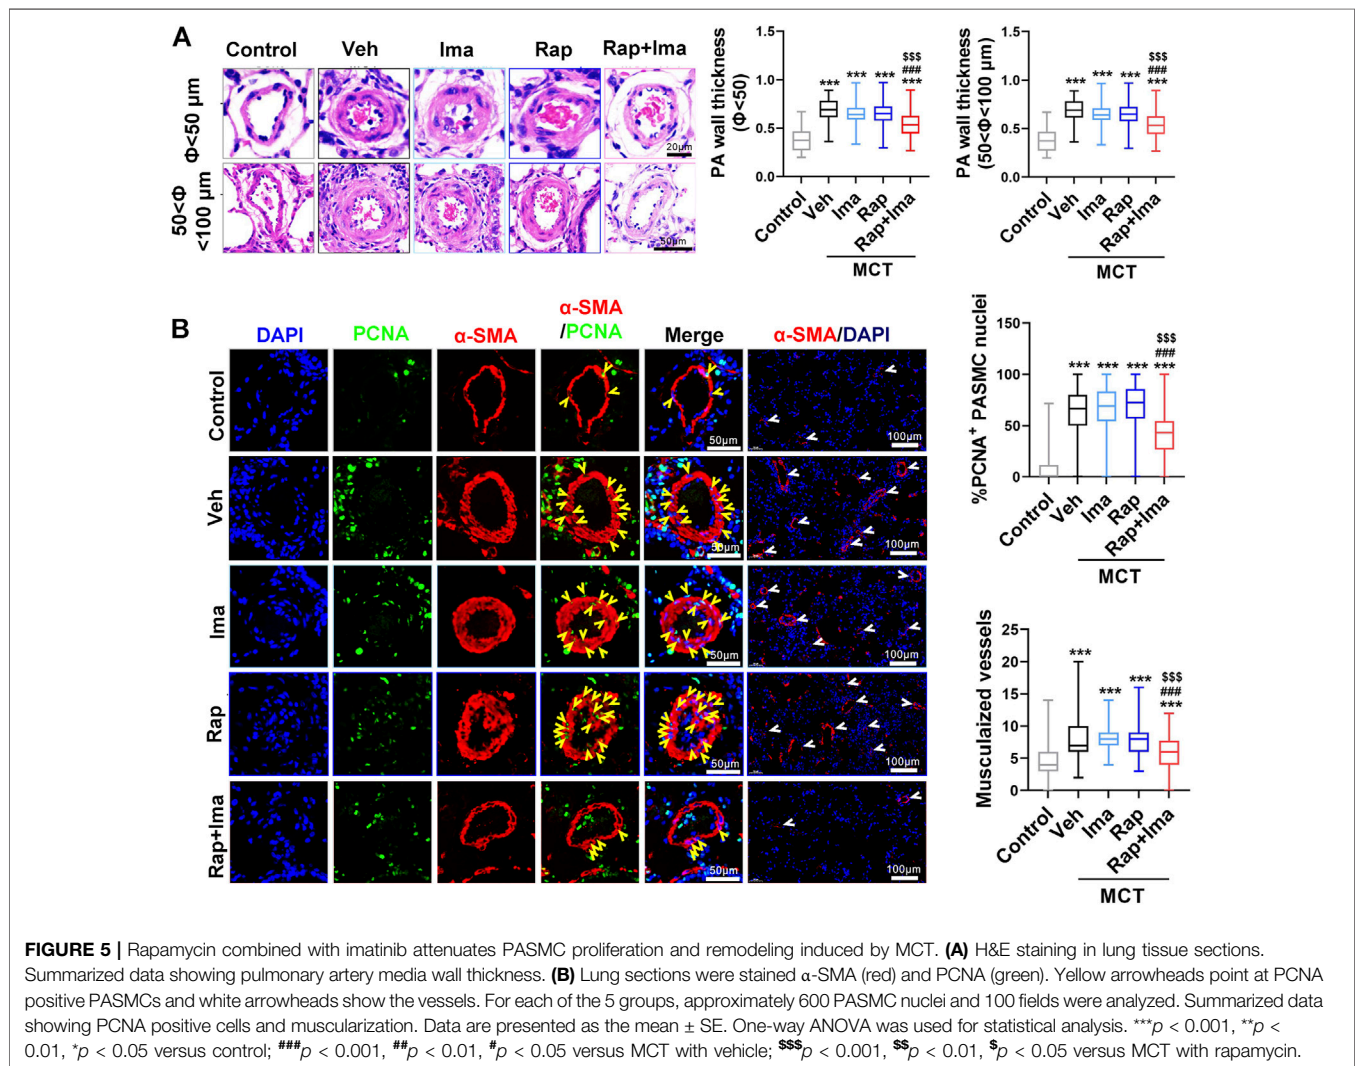 A
Control Veh Ima Rap Rap+Ima
Φ<50 µm
20µm
50<Φ
<100 µm
50µm
PA wall thickness
(Φ<50)
1.5
1.0
0.5
0.0
*** *** *** $$$
###
***
Control Veh Ima Rap Rap+Ima
MCT
PA wall thickness
(50<Φ<100 µm)
1.5
1.0
0.5
0.0
*** *** *** $$$
###
***
Control Veh Ima Rap Rap+Ima
MCT
B
DAPI PCNA α-SMA α-SMA
/PCNA Merge α-SMA/DAPI
Control
50µm 100µm
Veh
50µm 100µm
Ima
50µm 100µm
Rap
50µm 100µm
Rap+Ima
50µm 100µm
%PCNA+ PASMC nuclei
150
100
50
0
*** *** *** $$$
###
***
Control Veh Ima Rap Rap+Ima
MCT
Muscularized vessels
25
20
15
10
5
0
*** *** *** $$$
###
***
Control Veh Ima Rap Rap+Ima
MCT
FIGURE 5 | Rapamycin combined with imatinib attenuates PASMC proliferation and remodeling induced by MCT. (A) H&E staining in lung tissue sections.
Summarized data showing pulmonary artery media wall thickness. (B) Lung sections were stained α-SMA (red) and PCNA (green). Yellow arrowheads point at PCNA
positive PASMCs and white arrowheads show the vessels. For each of the 5 groups, approximately 600 PASMC nuclei and 100 fields were analyzed. Summarized data
showing PCNA positive cells and muscularization. Data are presented as the mean ± SE. One-way ANOVA was used for statistical analysis. ***p < 0.001, **p <
0.01, *p < 0.05 versus control; ###p < 0.001, ##p < 0.01, #p < 0.05 versus MCT with vehicle; $$$p < 0.001, $$p < 0.01, $p < 0.05 versus MCT with rapamycin.